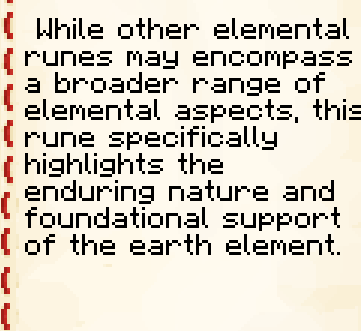 While other elemental
runes may encompass
a broader range of
elemental aspects, this
rune specifically
highlights the
enduring nature and
foundational support
of the earth element.